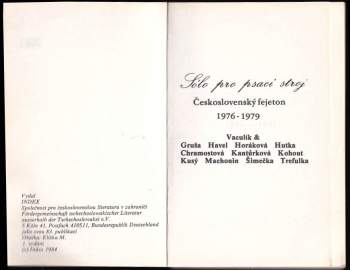 Vydal
INDEX
Společnost pro československou literaturu v zahraničí
Fördergemeinschaft tschechoslowakischer Literatur
ausserhalb der Tschechoslowakei e.V.
5 Köln 41, Postfach 410511, Bundesrepublik Deutschland
jako svou 83. publikaci
Obálka: Eliška M.
1. vydání
(c) Index 1984
Sólo pro psací stroj
Československý fejeton
1976 - 1979
Vaculík &
Gruša Havel Horáková Hutka
Chramostová Kantůrková Kohout
Kusý Machonin Šimečka Trefulka